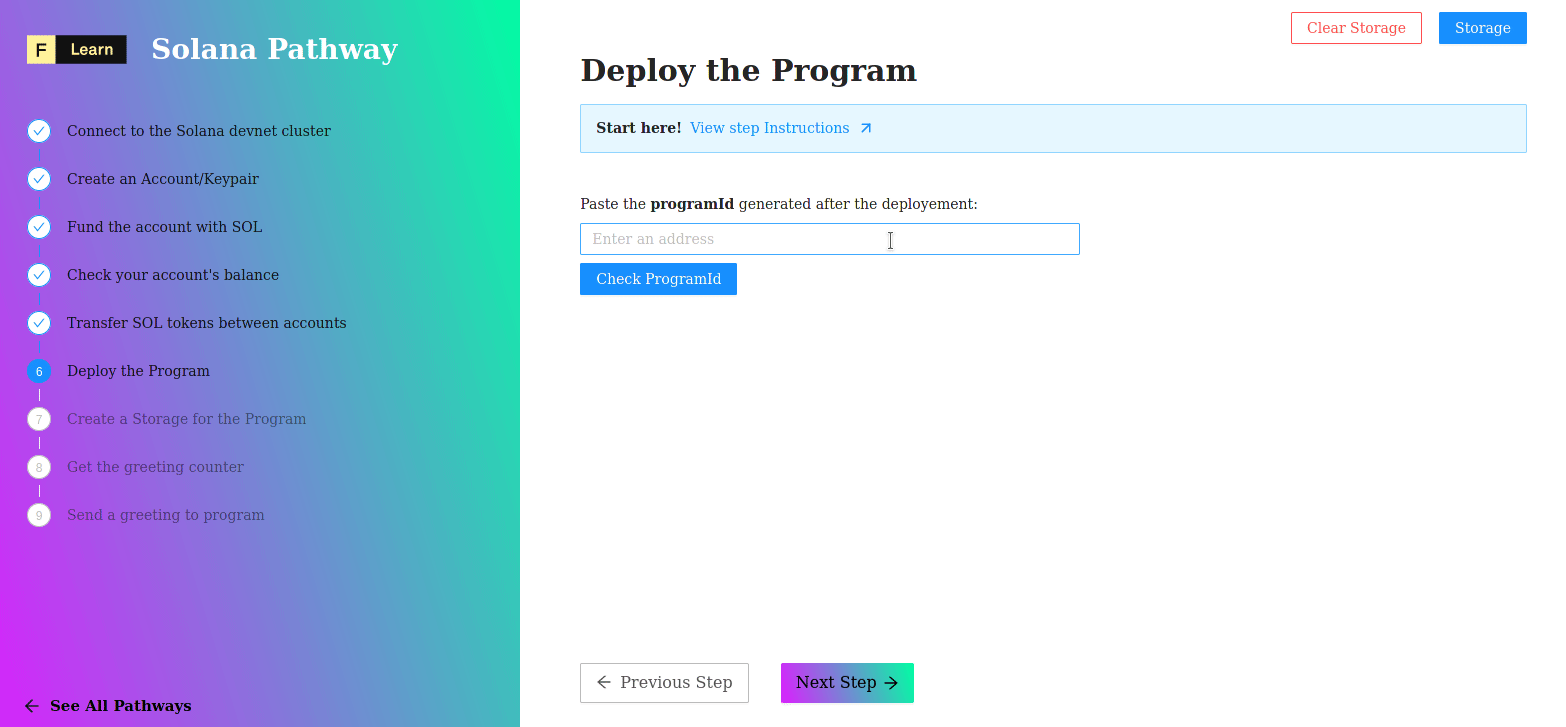 F Learn Solana Pathway
Connect to the Solana devnet cluster
Create an Account/Keypair
Fund the account with SOL
Check your account's balance
Transfer SOL tokens between accounts
6 Deploy the Program
7 Create a Storage for the Program
8 Get the greeting counter
9 Send a greeting to program
See All Pathways
Clear Storage Storage
Deploy the Program
Start here! View step Instructions
Paste the programId generated after the deployement:
Enter an address
Check ProgramId
Previous Step Next Step